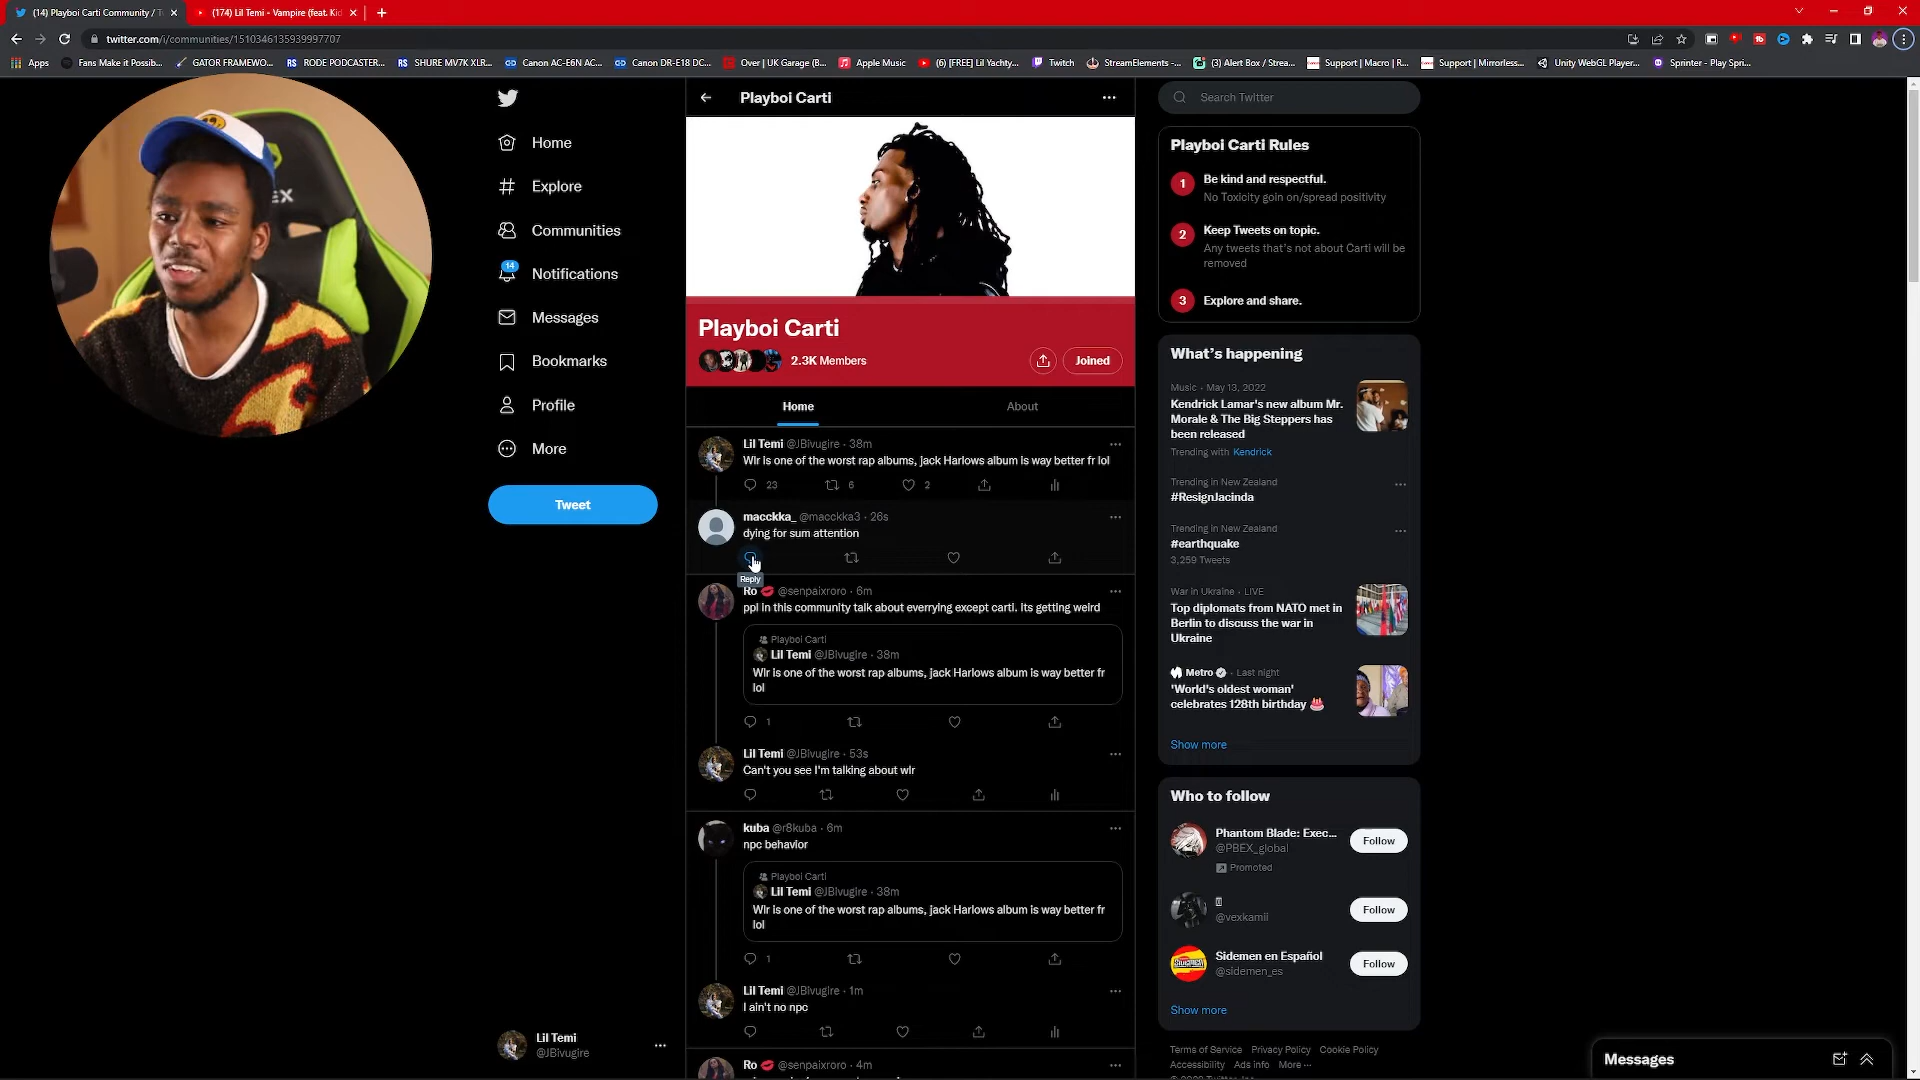 (14) Playboi Carti Community / T
(174) Lil Temi - Vampire (feat. Kid
twitter.com/i/communities/1510346135939997707
Apps
Fans Make it Possib...
GATOR FRAMEWO...
RODE PODCASTER...
SHURE MV7K XLR...
Canon AC-E6N AC...
Canon DR-E18 DC...
Over | UK Garage (B...
Apple Music
(6) [FREE] Lil Yachty...
Twitch
StreamElements -...
(3) Alert Box / Strea...
Support | Macro | R...
Support | Mirrorless...
Unity WebGL Player...
Sprinter - Play Spri...
EX
Home
Explore
Communities
14
Notifications
Messages
Bookmarks
Profile
More
Tweet
Lil Temi
@JBivugire
Playboi Carti
Playboi Carti
2.3K Members
Joined
Home
About
Lil Temi @JBivugire · 38m
Wlr is one of the worst rap albums, jack Harlows album is way better fr lol
23
6
2
macckka_ @macckka3 · 26s
dying for sum attention
Reply
Ro 💋 @senpaixroro · 6m
ppl in this community talk about everrying except carti. its getting weird
Playboi Carti
Lil Temi @JBivugire · 38m
Wlr is one of the worst rap albums, jack Harlows album is way better fr
lol
1
Lil Temi @JBivugire · 53s
Can't you see I'm talking about wlr
kuba @r8kuba · 6m
npc behavior
Playboi Carti
Lil Temi @JBivugire · 38m
Wlr is one of the worst rap albums, jack Harlows album is way better fr
lol
1
Lil Temi @JBivugire · 1m
I ain't no npc
Ro 💋 @senpaixroro · 4m
Search Twitter
Playboi Carti Rules
1
Be kind and respectful.
No Toxicity goin on/spread positivity
2
Keep Tweets on topic.
Any tweets that's not about Carti will be
removed
3
Explore and share.
What's happening
Music · May 13, 2022
Kendrick Lamar's new album Mr.
Morale & The Big Steppers has
been released
Trending with Kendrick
Trending in New Zealand
#ResignJacinda
Trending in New Zealand
#earthquake
3,259 Tweets
War in Ukraine · LIVE
Top diplomats from NATO met in
Berlin to discuss the war in
Ukraine
Metro · Last night
'World's oldest woman'
celebrates 128th birthday 🎂
Show more
Who to follow
Phantom Blade: Exec...
@PBEX_global
Promoted
Follow
@vexkamii
Follow
Sidemen en Español
@sidemen_es
Follow
Show more
Terms of Service Privacy Policy Cookie Policy
Accessibility Ads info More ...
Messages